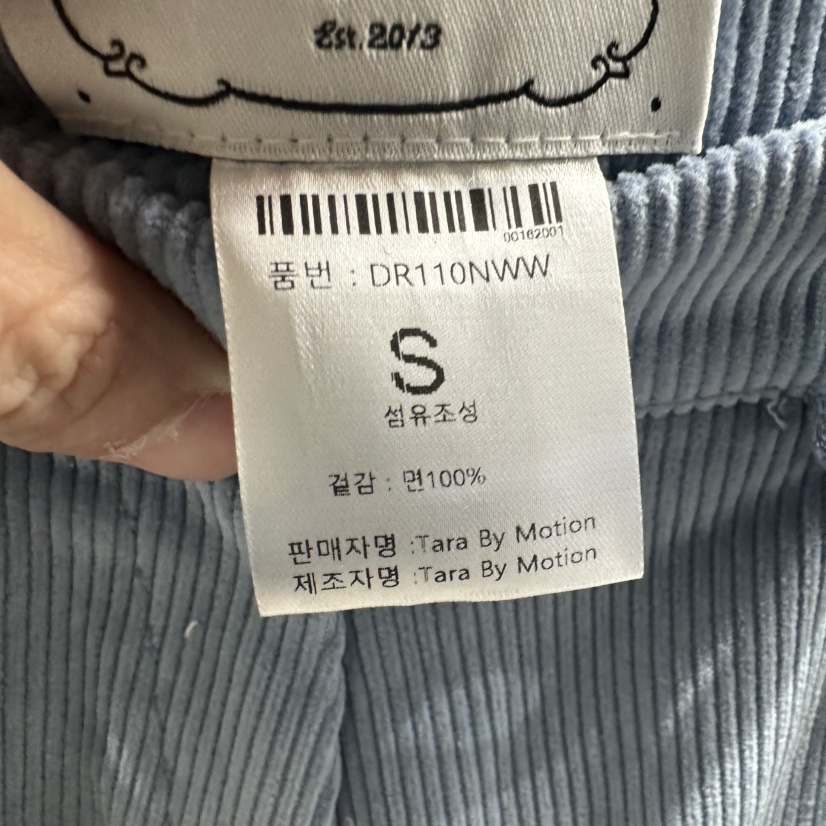 Est. 2013
00162001
품번 : DR110NWW
S
섬유조성
겉감 : 면100%
판매자명 :Tara By Motion
제조자명 :Tara By Motion